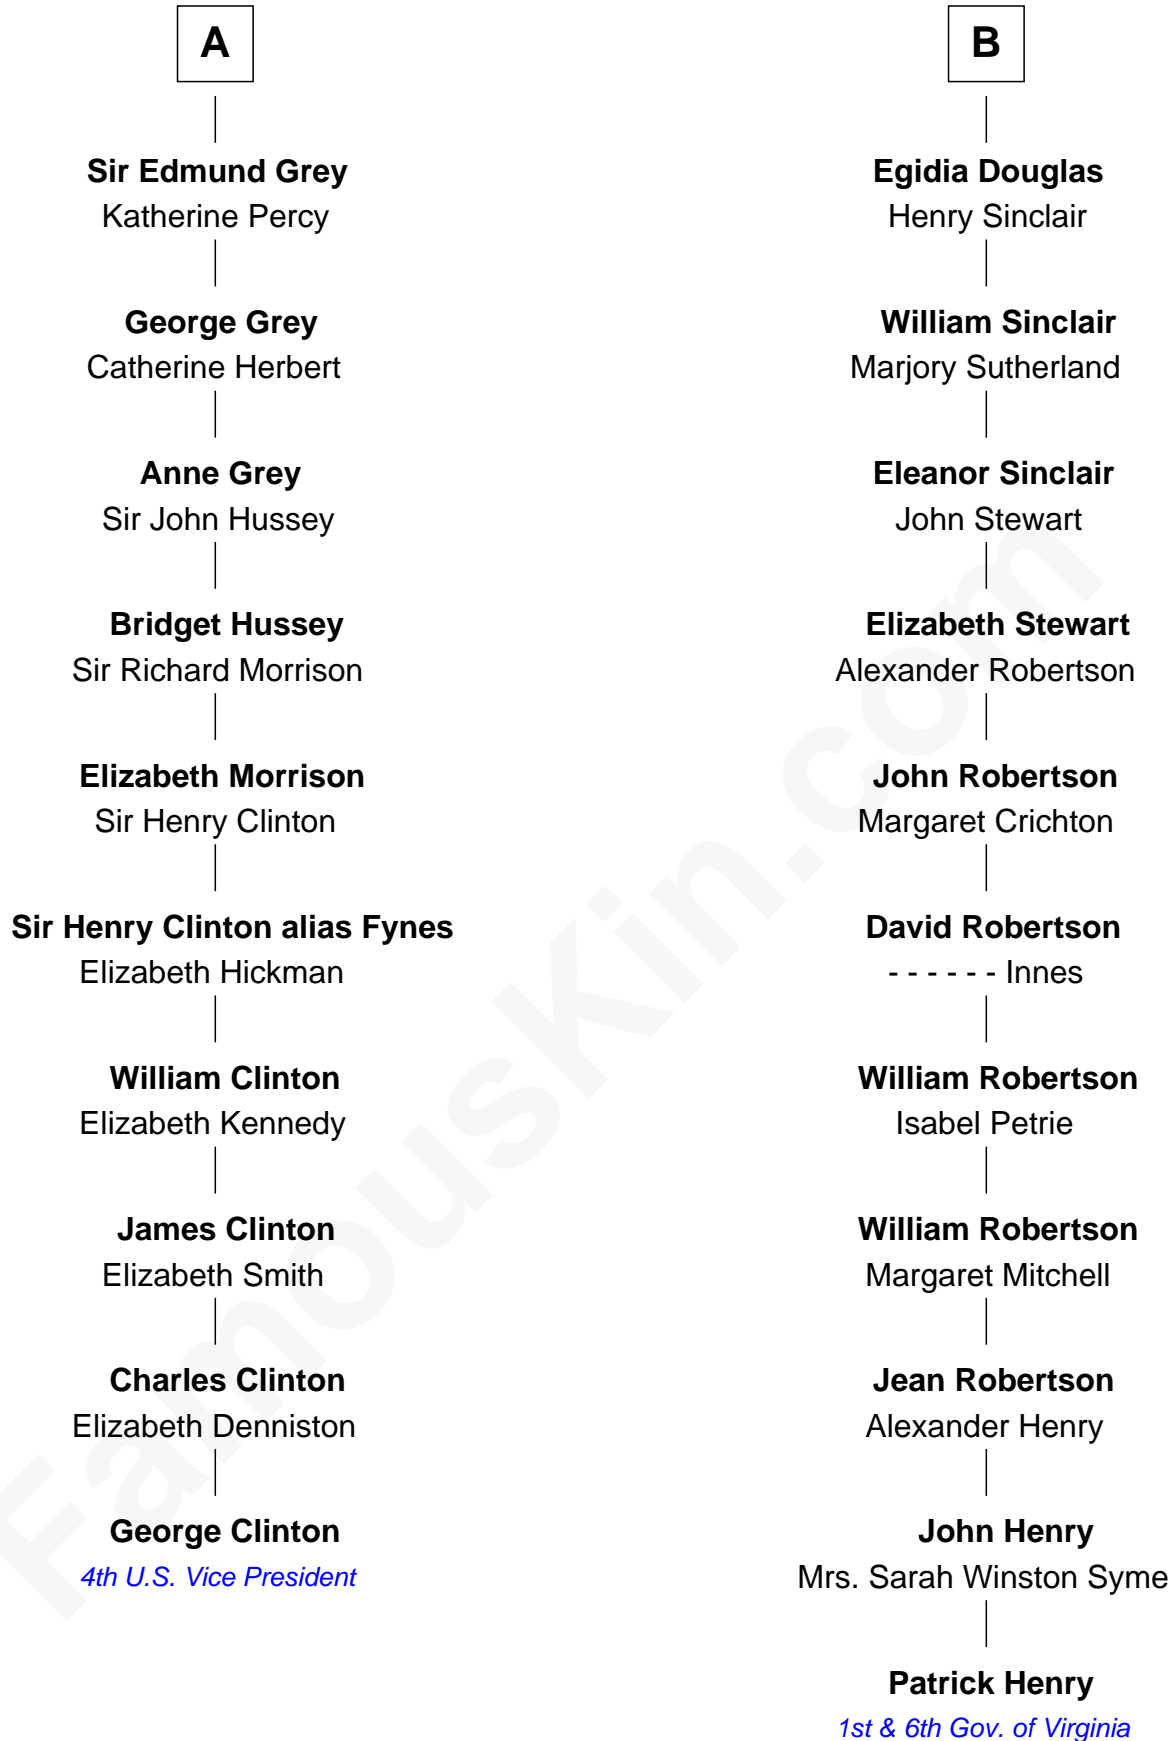 A
Sir Edmund Grey
Katherine Percy
George Grey
Catherine Herbert
Anne Grey
Sir John Hussey
Bridget Hussey
Sir Richard Morrison
Elizabeth Morrison
Sir Henry Clinton
Sir Henry Clinton alias Fynes
Elizabeth Hickman
William Clinton
Elizabeth Kennedy
James Clinton
Elizabeth Smith
Charles Clinton
Elizabeth Denniston
George Clinton
4th U.S. Vice President
B
Egidia Douglas
Henry Sinclair
William Sinclair
Marjory Sutherland
Eleanor Sinclair
John Stewart
Elizabeth Stewart
Alexander Robertson
John Robertson
Margaret Crichton
David Robertson
- - - - - - Innes
William Robertson
Isabel Petrie
William Robertson
Margaret Mitchell
Jean Robertson
Alexander Henry
John Henry
Mrs. Sarah Winston Syme
Patrick Henry
1st & 6th Gov. of Virginia
FamousKin.com